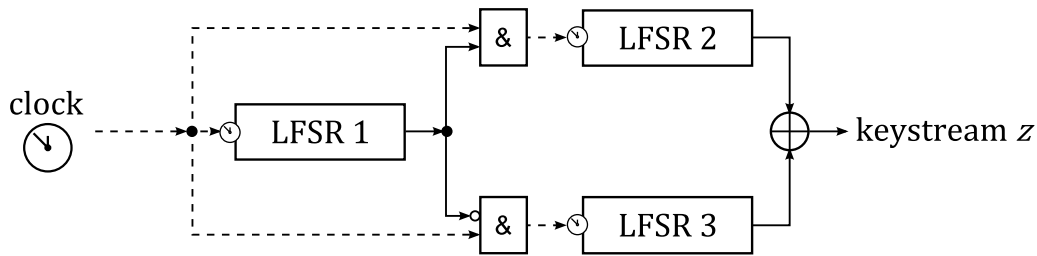 &
LFSR 2
clock
LFSR 1
keystream z
&
LFSR 3